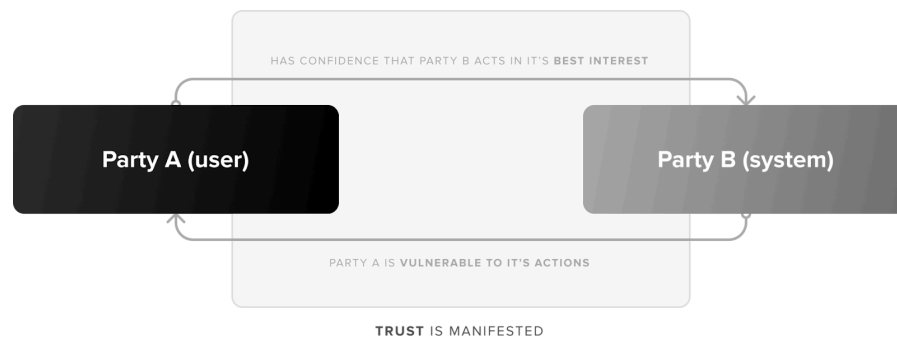 HAS CONFIDENCE THAT PARTY B ACTS IN IT'S BEST INTEREST
Party A (user)
Party B (system)
PARTY A IS VULNERABLE TO IT'S ACTIONS
TRUST IS MANIFESTED